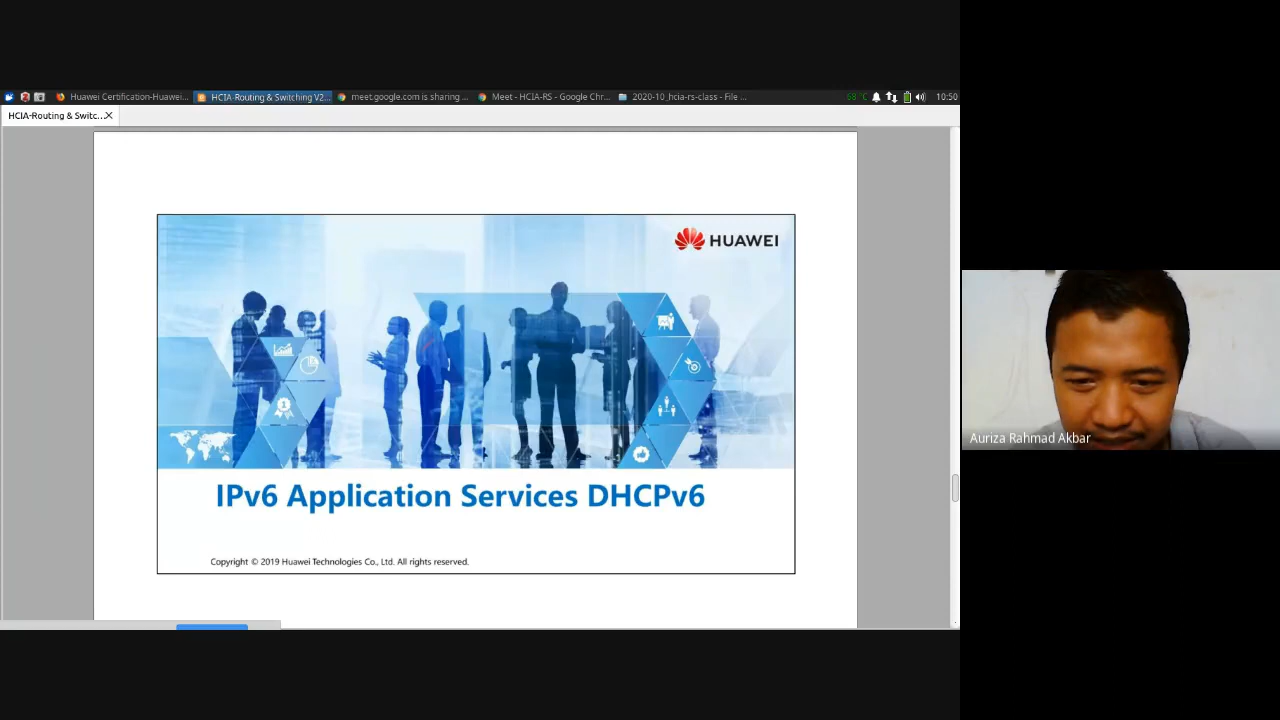 Huawei Certification-Huawei...
HCIA-Routing & Switching V2...
meet.google.com is sharing ...
Meet - HCIA-RS - Google Chr...
2020-10_hcia-rs-class - File ...
68°C
10:50
HCIA-Routing & Switc...
HUAWEI
1
IPv6 Application Services DHCPv6
Copyright © 2019 Huawei Technologies Co., Ltd. All rights reserved.
Auriza Rahmad Akbar